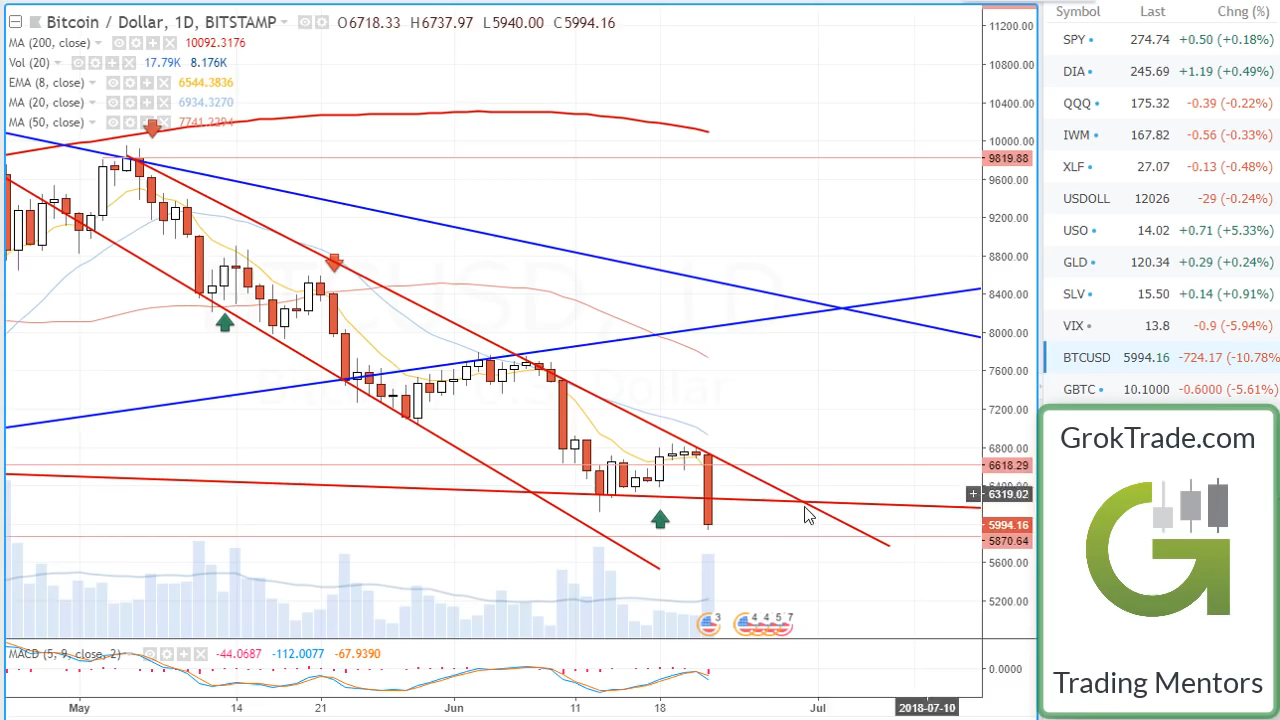 Bitcoin / Dollar, 1D, BITSTAMP O6718.33 H6737.97 L5940.00 C5994.16
MA (200, close) 10092.3176
Vol (20) 17.79K 8.176K
EMA (8, close) 6544.3836
MA (20, close) 6934.3270
MA (50, close) 7741.2294
11200.00
10800.00
10400.00
10000.00
9819.88
9600.00
9200.00
8800.00
8400.00
8000.00
7600.00
7200.00
6800.00
6618.29
6400.00
6319.02
5994.16
5870.64
5600.00
5200.00
3 4 4 5 7
MACD (5, 9, close, 2) -44.0687 -112.0077 -67.9390
0.0000
May 14 21 Jun 11 18 Jul 2018-07-10
Symbol Last Chng (%)
SPY 274.74 +0.50 (+0.18%)
DIA 245.69 +1.19 (+0.49%)
QQQ 175.32 -0.39 (-0.22%)
IWM 167.82 -0.56 (-0.33%)
XLF 27.07 -0.13 (-0.48%)
USDOLL 12026 -29 (-0.24%)
USO 14.02 +0.71 (+5.33%)
GLD 120.34 +0.29 (+0.24%)
SLV 15.50 +0.14 (+0.91%)
VIX 13.8 -0.9 (-5.94%)
BTCUSD 5994.16 -724.17 (-10.78%
GBTC 10.1000 -0.6000 (-5.61%)
GrokTrade.com
Trading Mentors